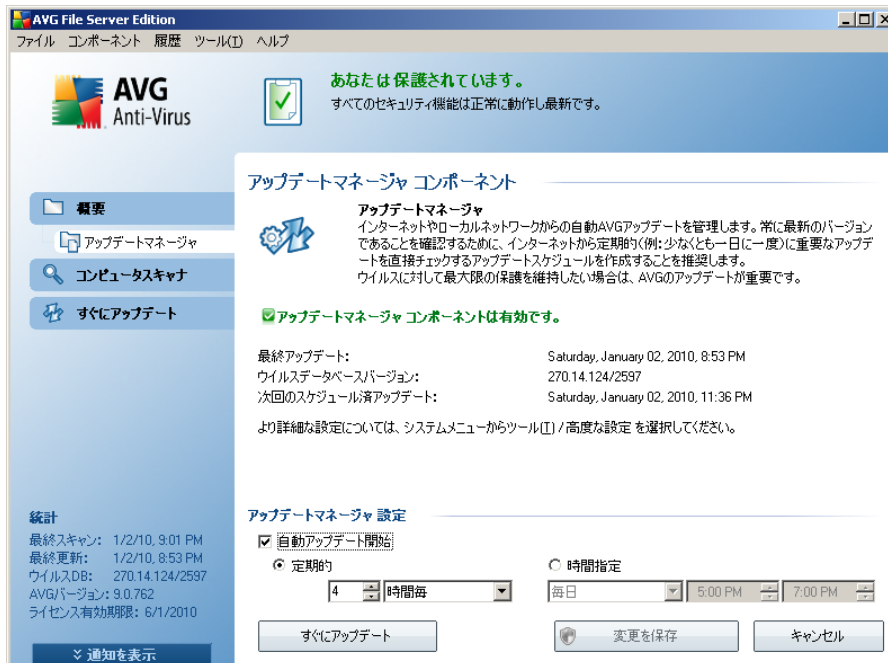 AVG File Server Edition
ファイル コンポーネント 履歴 ツール(T) ヘルプ
AVG
Anti-Virus
あなたは保護されています。
すべてのセキュリティ機能は正常に動作し最新です。
概要
アップデートマネージャ
コンピュータスキャナ
すぐにアップデート
アップデートマネージャ コンポーネント
アップデートマネージャ
インターネットやローカルネットワークからの自動AVGアップデートを管理します。常に最新のバージョン
であることを確認するために、インターネットから定期的(例: 少なくとも一日に一度)に重要なアップデ
ートを直接チェックするアップデートスケジュールを作成することを推奨します。
ウイルスに対して最大限の保護を維持したい場合は、AVGのアップデートが重要です。
アップデートマネージャ コンポーネントは有効です。
最終アップデート: Saturday, January 02, 2010, 8:53 PM
ウイルスデータベースバージョン: 270.14.124/2597
次回のスケジュール済アップデート: Saturday, January 02, 2010, 11:36 PM
より詳細な設定については、システムメニューからツール(T) / 高度な設定 を選択してください。
統計
最終スキャン: 1/2/10, 9:01 PM
最終更新: 1/2/10, 8:53 PM
ウイルスDB: 270.14.124/2597
AVGバージョン: 9.0.762
ライセンス有効期限: 6/1/2010
通知を表示
アップデートマネージャ 設定
自動アップデート開始
定期的 時間指定
4 時間毎 毎日 5:00 PM 7:00 PM
すぐにアップデート 変更を保存 キャンセル